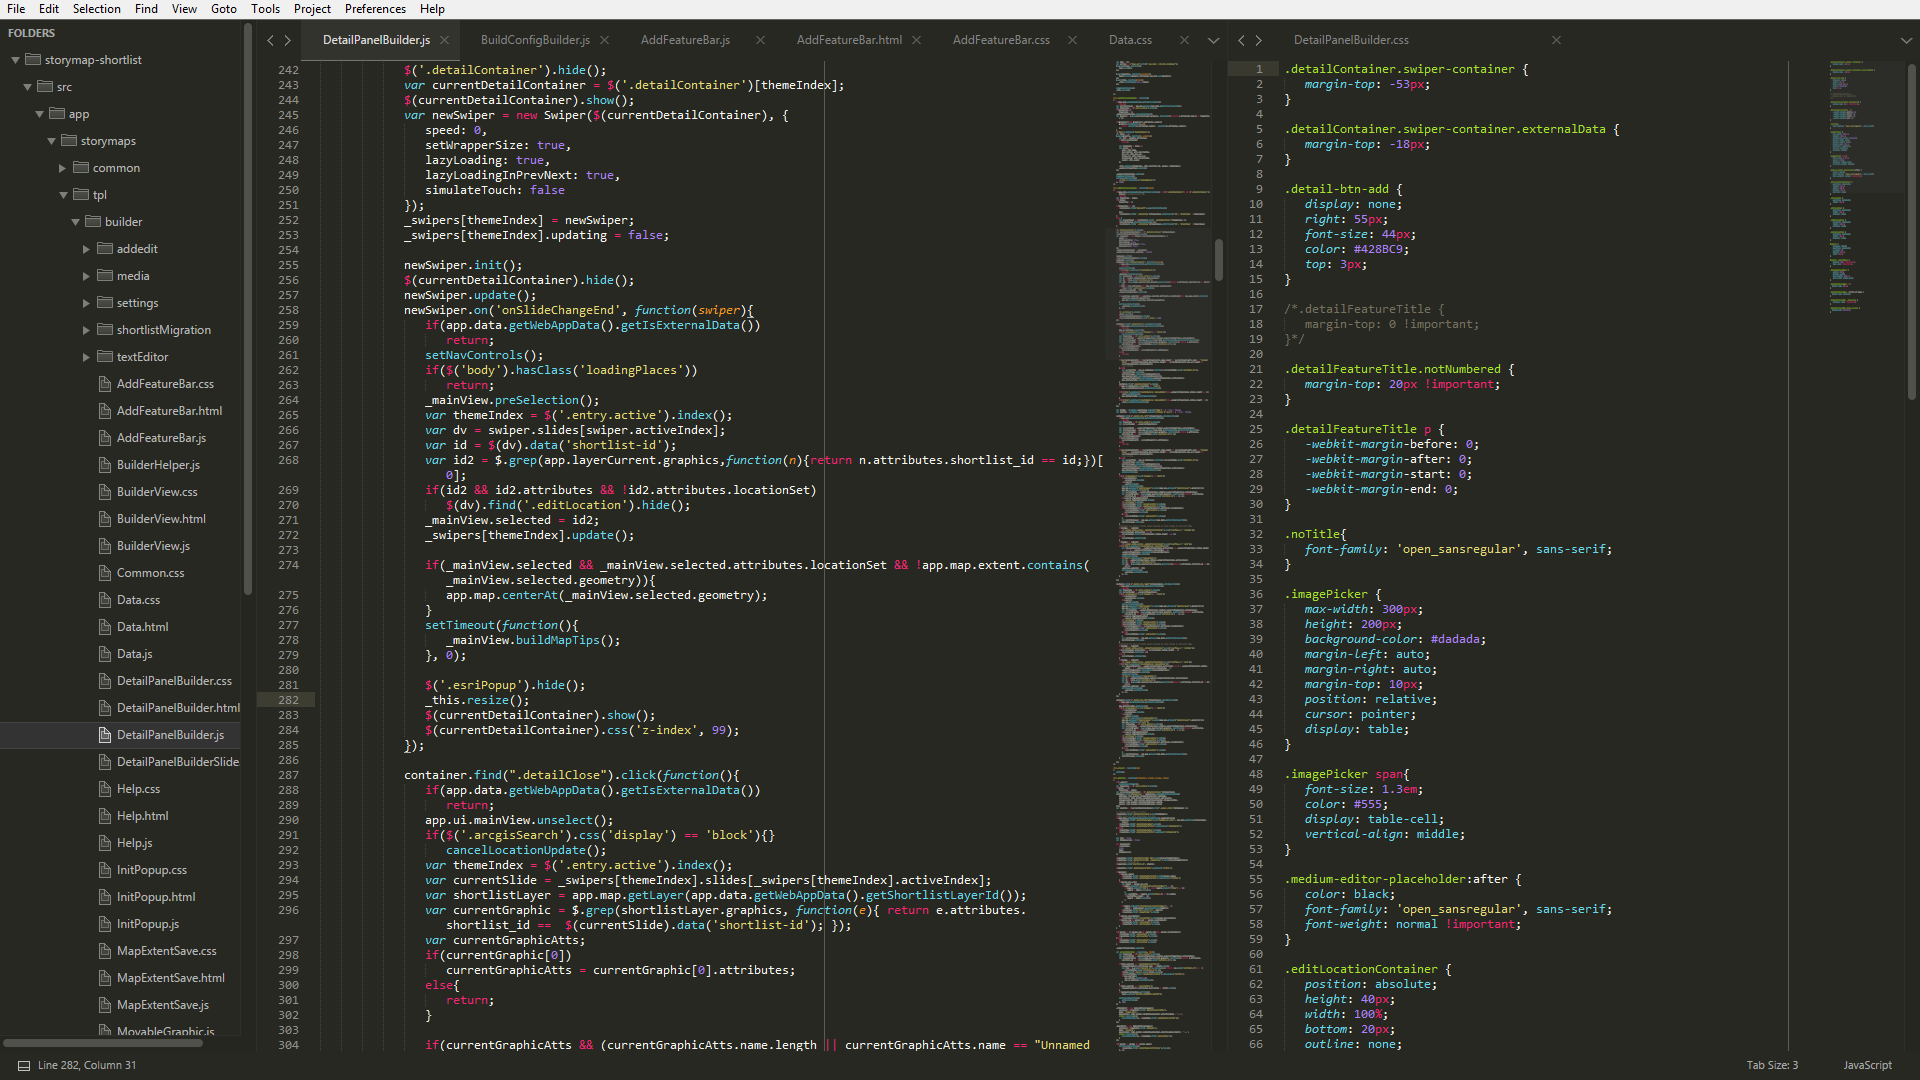 File Edit Selection Find View Goto Tools Project Preferences Help
FOLDERS
storymap-shortlist
src
app
storymaps
common
tpl
builder
addedit
media
settings
shortlistMigration
textEditor
AddFeatureBar.css
AddFeatureBar.html
AddFeatureBar.js
BuilderHelper.js
BuilderView.css
BuilderView.html
BuilderView.js
Common.css
Data.css
Data.html
Data.js
DetailPanelBuilder.css
DetailPanelBuilder.html
DetailPanelBuilder.js
DetailPanelBuilderSlide
Help.css
Help.html
Help.js
InitPopup.css
InitPopup.html
InitPopup.js
MapExtentSave.css
MapExtentSave.html
MapExtentSave.js
MovableGraphic.js
DetailPanelBuilder.js BuildConfigBuilder.js AddFeatureBar.js AddFeatureBar.html AddFeatureBar.css Data.css
242 $('.detailContainer').hide();
243 var currentDetailContainer = $('.detailContainer')[themeIndex];
244 $(currentDetailContainer).show();
245 var newSwiper = new Swiper($(currentDetailContainer), {
246 speed: 0,
247 setWrapperSize: true,
248 lazyLoading: true,
249 lazyLoadingInPrevNext: true,
250 simulateTouch: false
251 });
252 _swipers[themeIndex] = newSwiper;
253 _swipers[themeIndex].updating = false;
254
255 newSwiper.init();
256 $(currentDetailContainer).hide();
257 newSwiper.update();
258 newSwiper.on('onSlideChangeEnd', function(swiper){
259 if(app.data.getWebAppData().getIsExternalData())
260 return;
261 setNavControls();
262 if($('body').hasClass('loadingPlaces'))
263 return;
264 _mainView.preSelection();
265 var themeIndex = $('.entry.active').index();
266 var dv = swiper.slides[swiper.activeIndex];
267 var id = $(dv).data('shortlist-id');
268 var id2 = $.grep(app.layerCurrent.graphics,function(n){return n.attributes.shortlist_id == id;})[
0];
269 if(id2 && id2.attributes && !id2.attributes.locationSet)
270 $(dv).find('.editLocation').hide();
271 _mainView.selected = id2;
272 _swipers[themeIndex].update();
273
274 if(_mainView.selected && _mainView.selected.attributes.locationSet && !app.map.extent.contains(
_mainView.selected.geometry)){
275 app.map.centerAt(_mainView.selected.geometry);
276 }
277 setTimeout(function(){
278 _mainView.buildMapTips();
279 }, 0);
280
281 $('.esriPopup').hide();
282 _this.resize();
283 $(currentDetailContainer).show();
284 $(currentDetailContainer).css('z-index', 99);
285 });
286
287 container.find(".detailClose").click(function(){
288 if(app.data.getWebAppData().getIsExternalData())
289 return;
290 app.ui.mainView.unselect();
291 if($('.arcgisSearch').css('display') == 'block'){}
292 cancelLocationUpdate();
293 var themeIndex = $('.entry.active').index();
294 var currentSlide = _swipers[themeIndex].slides[_swipers[themeIndex].activeIndex];
295 var shortlistLayer = app.map.getLayer(app.data.getWebAppData().getShortlistLayerId());
296 var currentGraphic = $.grep(shortlistLayer.graphics, function(e){ return e.attributes.
shortlist_id == $(currentSlide).data('shortlist-id'); });
297 var currentGraphicAtts;
298 if(currentGraphic[0])
299 currentGraphicAtts = currentGraphic[0].attributes;
300 else{
301 return;
302 }
303
304 if(currentGraphicAtts && (currentGraphicAtts.name.length || currentGraphicAtts.name == "Unnamed
DetailPanelBuilder.css
1 .detailContainer.swiper-container {
2 margin-top: -53px;
3 }
4
5 .detailContainer.swiper-container.externalData {
6 margin-top: -18px;
7 }
8
9 .detail-btn-add {
10 display: none;
11 right: 55px;
12 font-size: 44px;
13 color: #428BC9;
14 top: 3px;
15 }
16
17 /*.detailFeatureTitle {
18 margin-top: 0 !important;
19 }*/
20
21 .detailFeatureTitle.notNumbered {
22 margin-top: 20px !important;
23 }
24
25 .detailFeatureTitle p {
26 -webkit-margin-before: 0;
27 -webkit-margin-after: 0;
28 -webkit-margin-start: 0;
29 -webkit-margin-end: 0;
30 }
31
32 .noTitle{
33 font-family: 'open_sansregular', sans-serif;
34 }
35
36 .imagePicker {
37 max-width: 300px;
38 height: 200px;
39 background-color: #dadada;
40 margin-left: auto;
41 margin-right: auto;
42 margin-top: 10px;
43 position: relative;
44 cursor: pointer;
45 display: table;
46 }
47
48 .imagePicker span{
49 font-size: 1.3em;
50 color: #555;
51 display: table-cell;
52 vertical-align: middle;
53 }
54
55 .medium-editor-placeholder:after {
56 color: black;
57 font-family: 'open_sansregular', sans-serif;
58 font-weight: normal !important;
59 }
60
61 .editLocationContainer {
62 position: absolute;
63 height: 40px;
64 width: 100%;
65 bottom: 20px;
66 outline: none;
Line 282, Column 31
Tab Size: 3 JavaScript